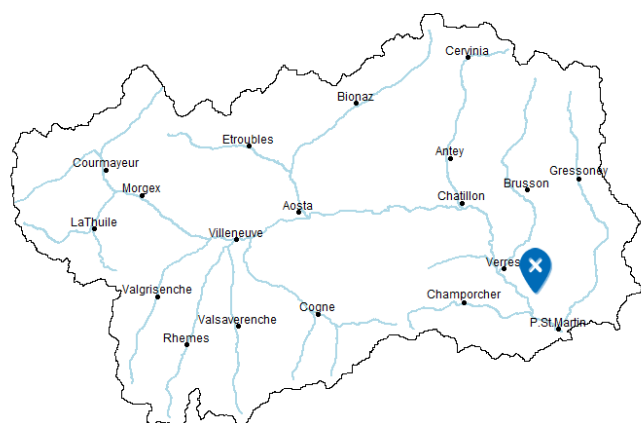 Cervinia
Bionaz
Etroubles
Antey
Courmayeur
Gressoney
Morgex
Brusson
Chatillon
Aosta
LaThuile
Villeneuve
Verres
Valgrisenche
Champorcher
Cogne
Valsaverenche
P.St.Martin
Rhemes